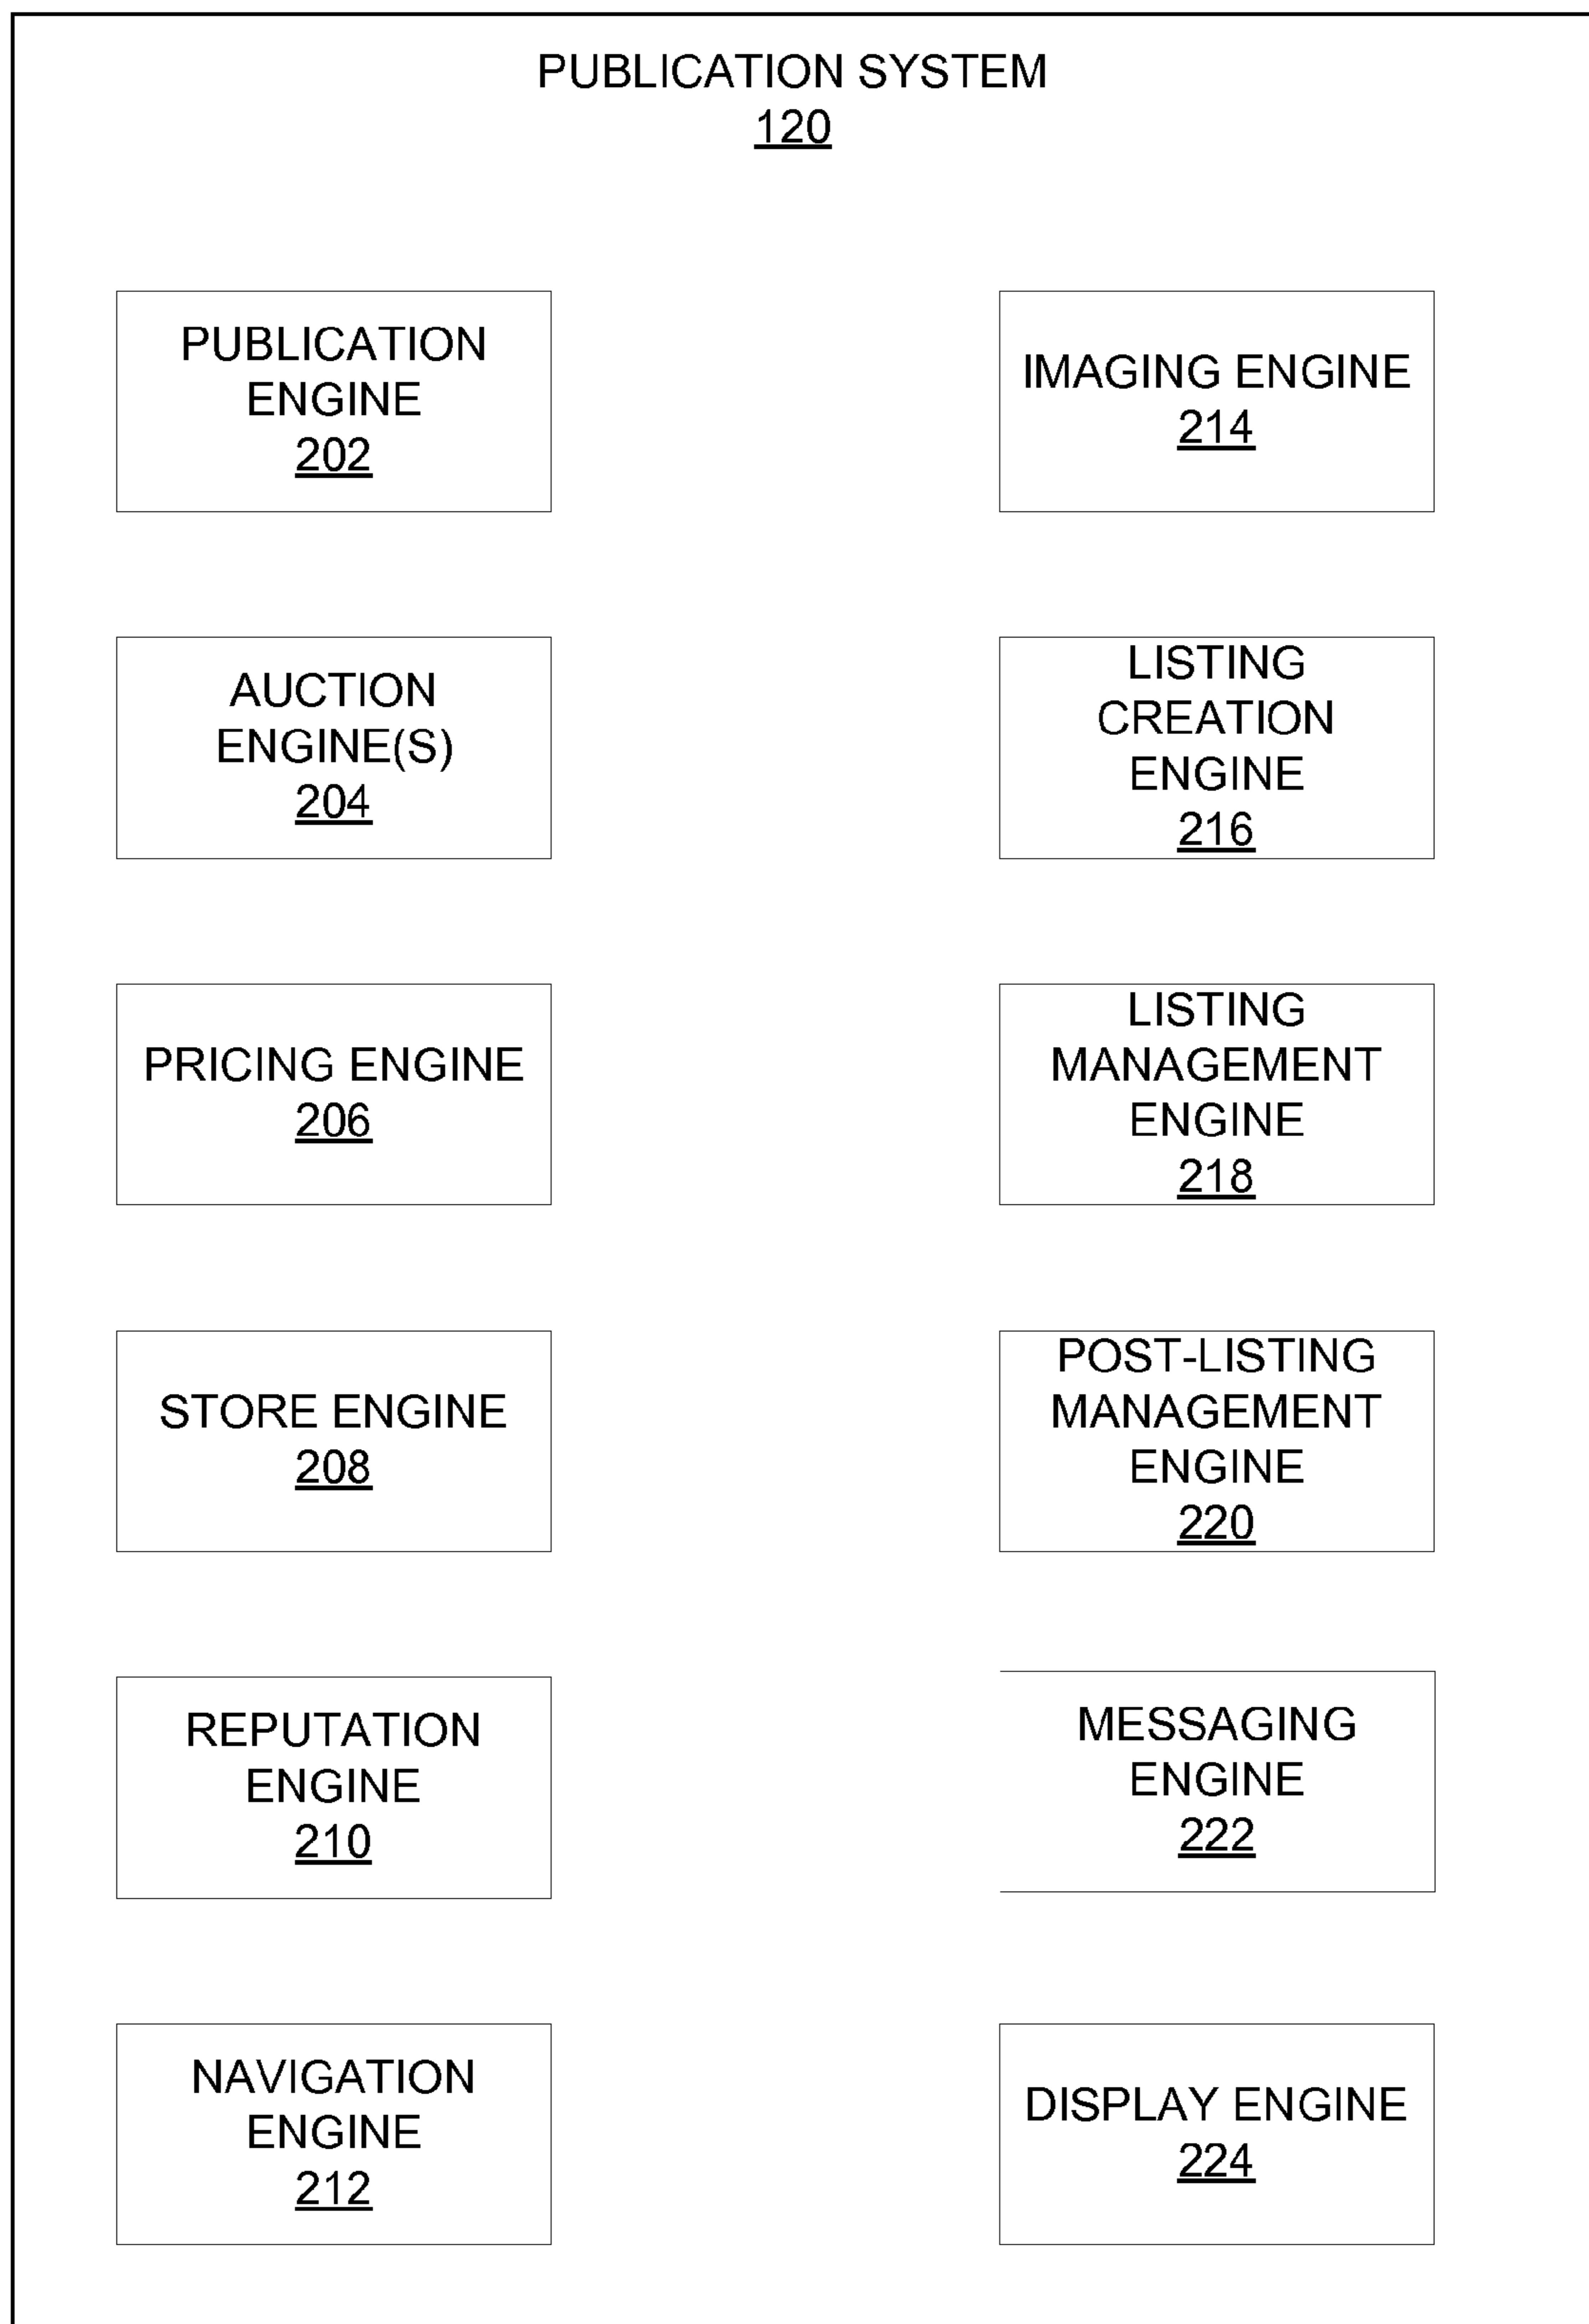 PUBLICATION SYSTEM
120
PUBLICATION
ENGINE
202
AUCTION
ENGINE(S)
204
PRICING ENGINE
206
STORE ENGINE
208
REPUTATION
ENGINE
210
NAVIGATION
ENGINE
212
IMAGING ENGINE
214
LISTING
CREATION
ENGINE
216
LISTING
MANAGEMENT
ENGINE
218
POST-LISTING
MANAGEMENT
ENGINE
220
MESSAGING
ENGINE
222
DISPLAY ENGINE
224